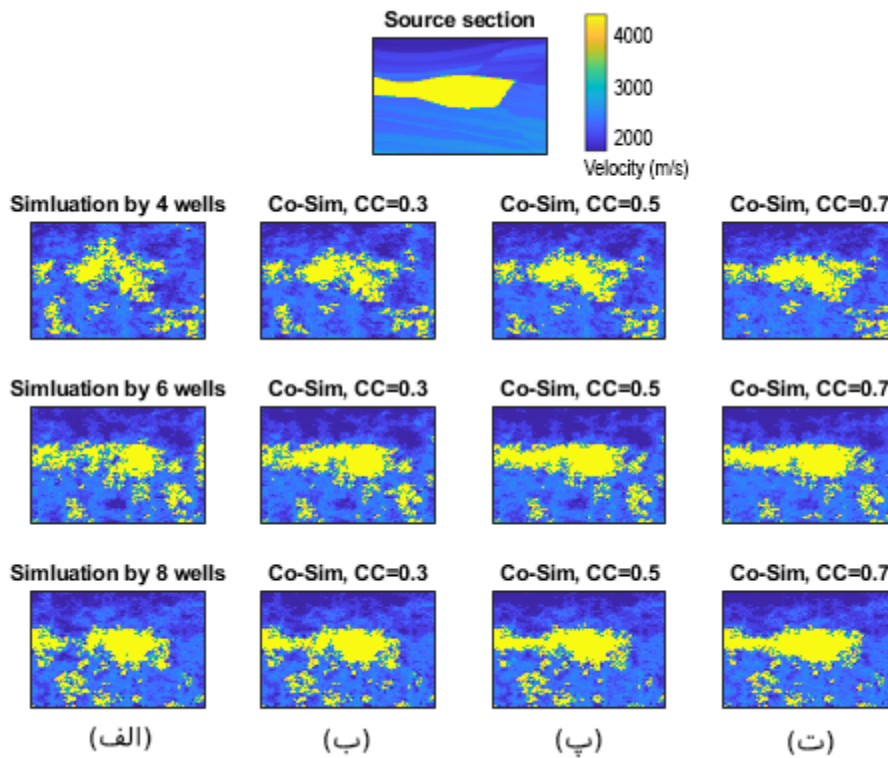 Source section
4000
3000
2000
Velocity (m/s)
Simluation by 4 wells Co-Sim, CC=0.3 Co-Sim, CC=0.5 Co-Sim, CC=0.7
Simluation by 6 wells Co-Sim, CC=0.3 Co-Sim, CC=0.5 Co-Sim, CC=0.7
Simluation by 8 wells Co-Sim, CC=0.3 Co-Sim, CC=0.5 Co-Sim, CC=0.7
(الف) (ب) (پ) (ت)